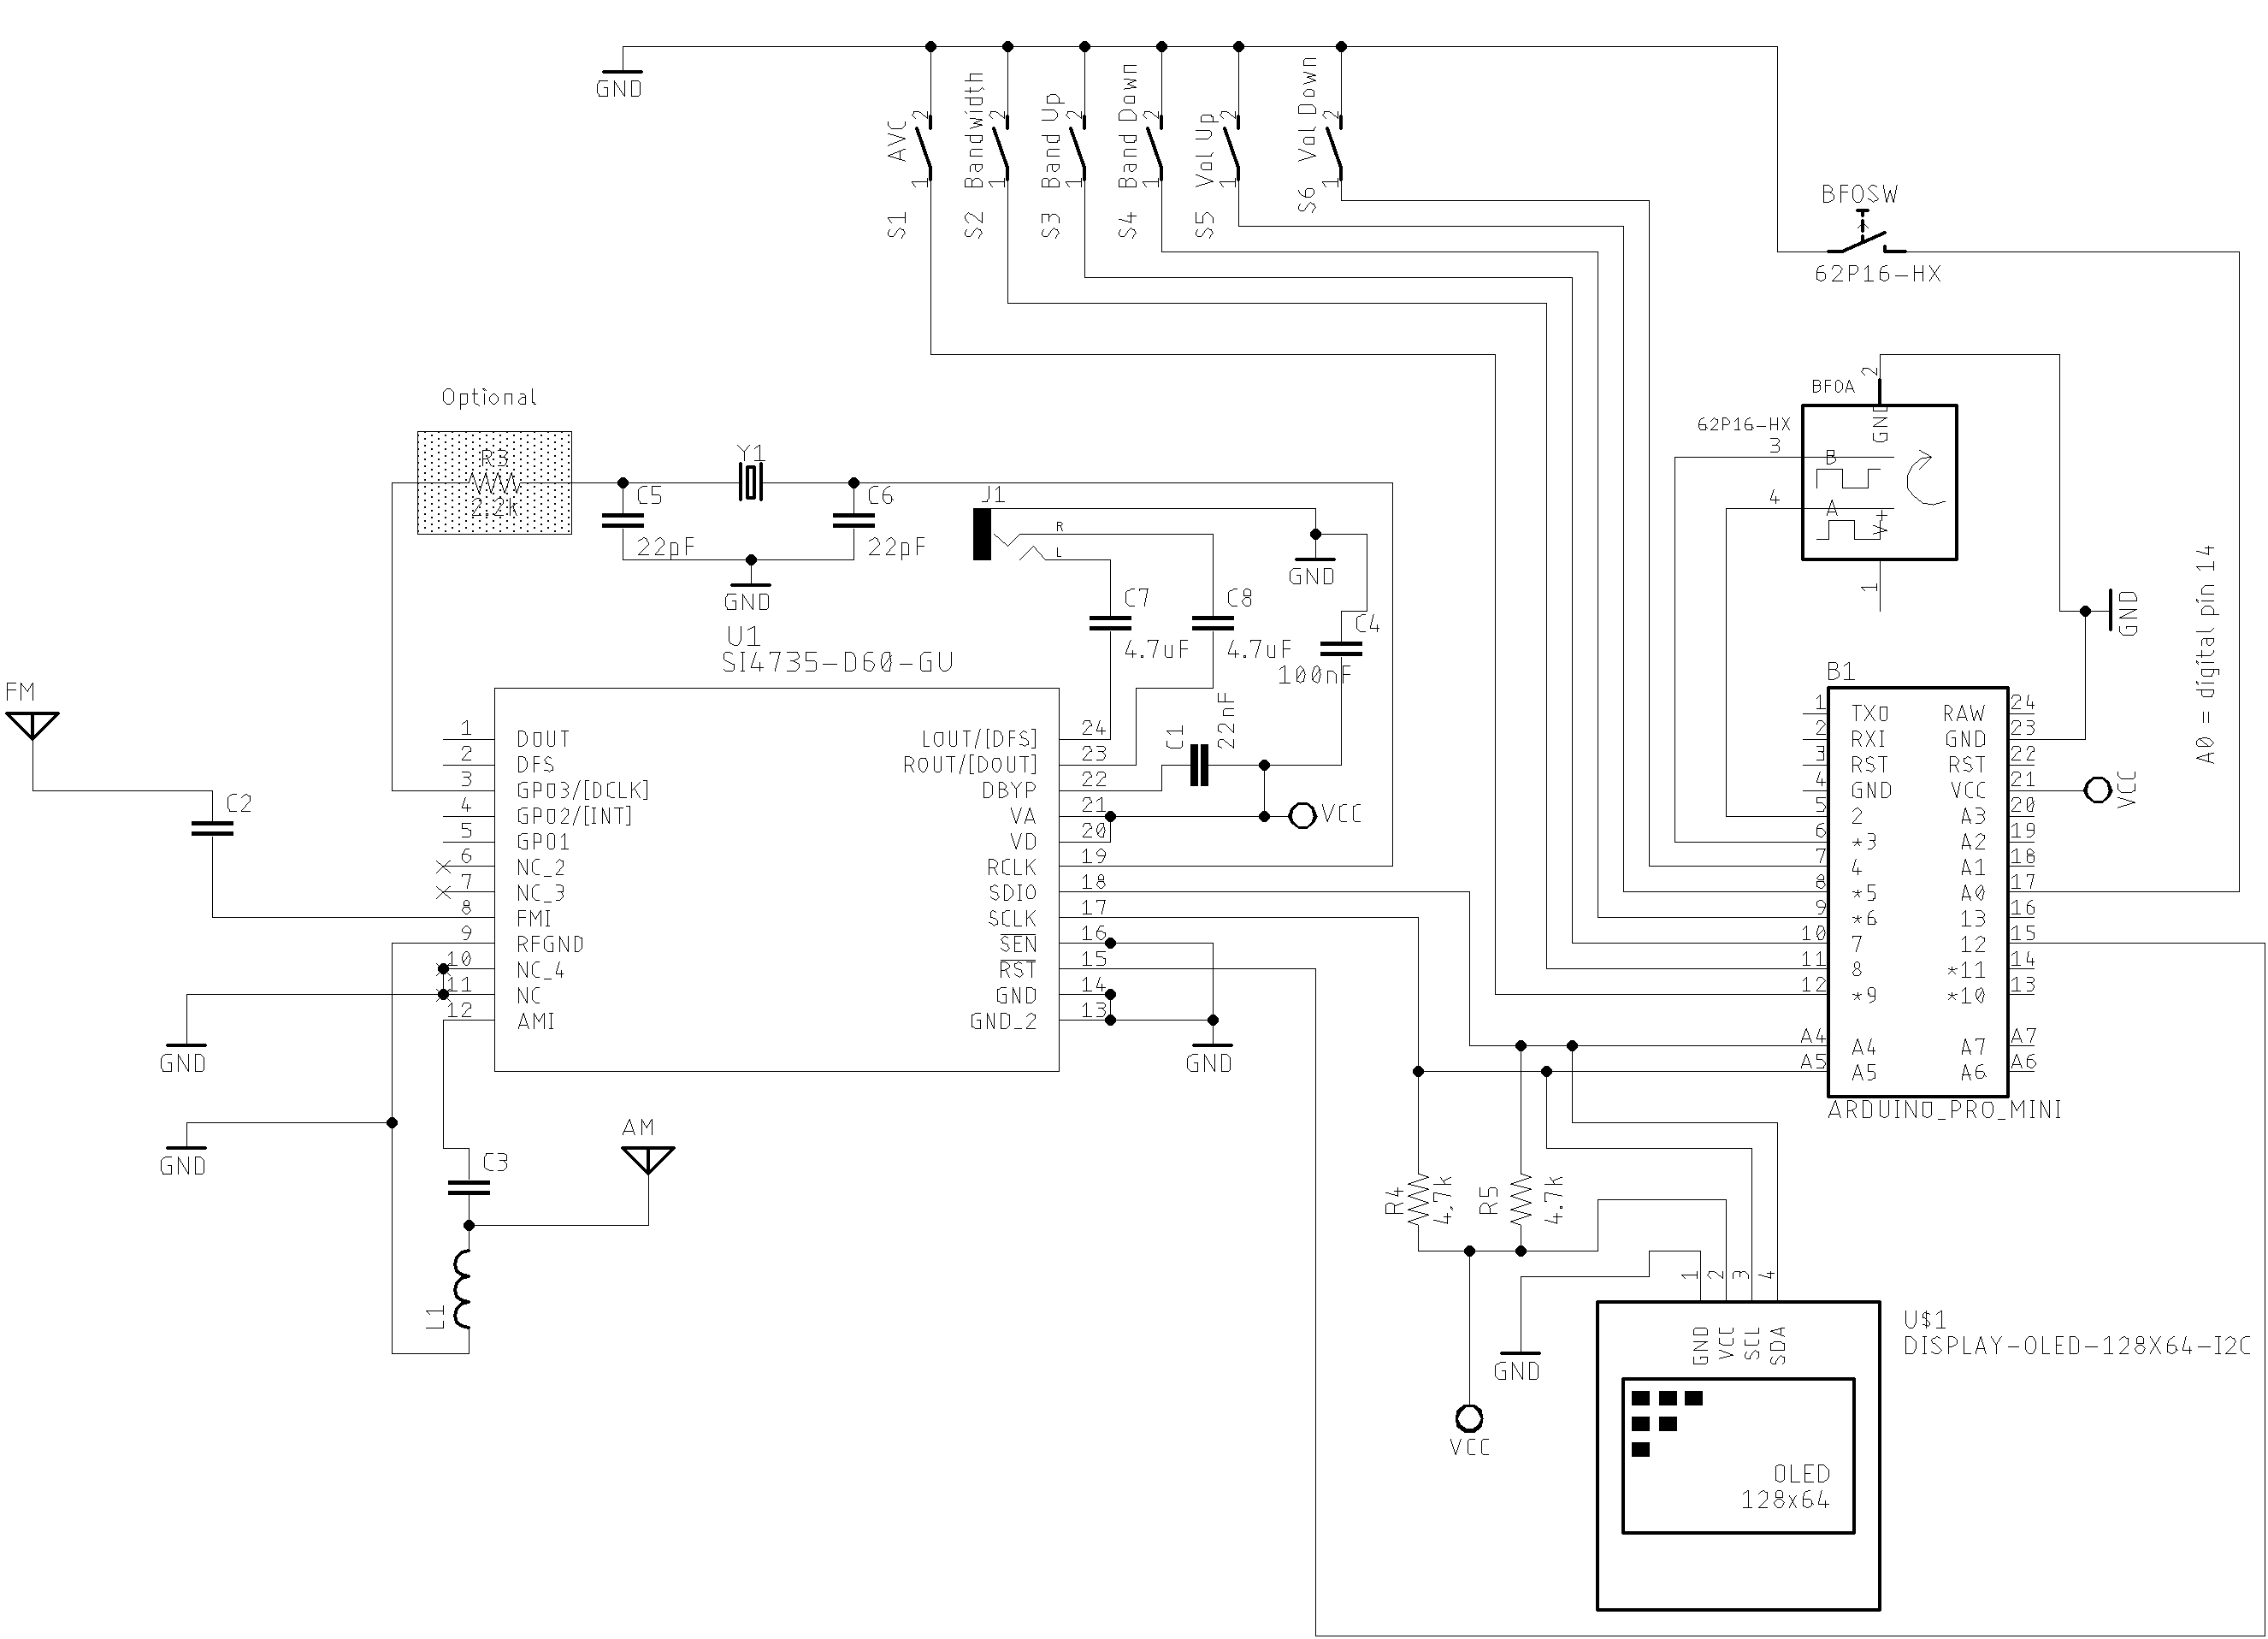 GND
AVC
Bandwidth
Band Up
Band Down
Vol Up
Vol Down
2
2
2
2
2
2
1
1
1
1
1
1
S1
S2
S3
S4
S5
S6
BFOSW
62P16-HX
Optional
R3
2.2k
Y1
C5
22pF
C6
22pF
GND
J1
R
L
GND
C7
4.7uF
C8
4.7uF
C4
100nF
C1
22nF
VCC
BFOA
62P16-HX
2
GND
3
B
4
A
V+
1
GND
A0 = digital pin 14
U1
SI4735-D60-GU
1 DOUT
2 DFS
3 GPO3/[DCLK]
4 GPO2/[INT]
5 GPO1
6 NC_2
7 NC_3
8 FMI
9 RFGND
10 NC_4
11 NC
12 AMI
LOUT/[DFS] 24
ROUT/[DOUT] 23
DBYP 22
VA 21
VD 20
RCLK 19
SDIO 18
SCLK 17
SEN 16
RST 15
GND 14
GND_2 13
GND
FM
C2
GND
GND
C3
AM
L1
B1
1 TXO RAW 24
2 RXI GND 23
3 RST RST 22
4 GND VCC 21
5 2 A3 20
6 *3 A2 19
7 4 A1 18
8 *5 A0 17
9 *6 13 16
10 7 12 15
11 8 *11 14
12 *9 *10 13
A4 A4 A7 A7
A5 A5 A6 A6
ARDUINO_PRO_MINI
VCC
R4
4,7k
R5
4.7k
GND
VCC
1
2
3
4
GND
VCC
SCL
SDA
U$1
DISPLAY-OLED-128X64-I2C
OLED
128x64